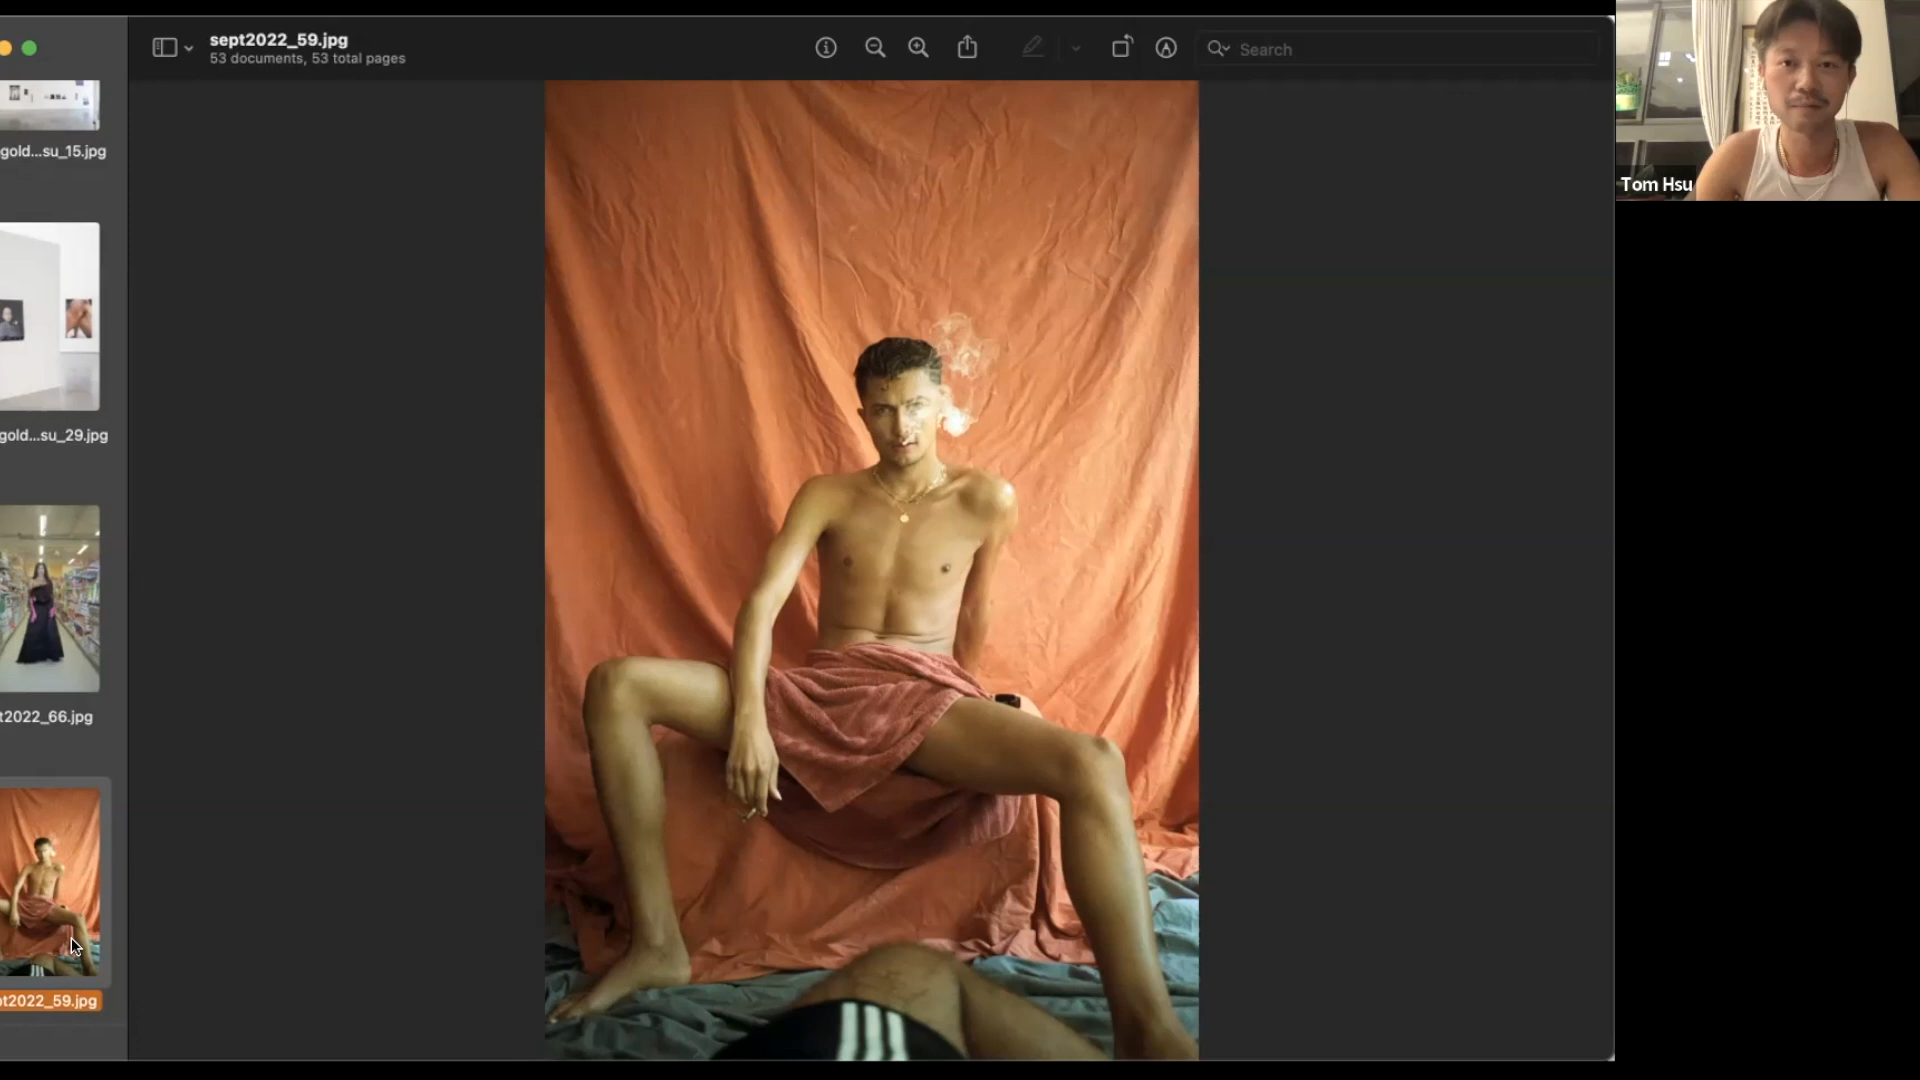 sept2022_59.jpg
53 documents, 53 total pages
Search
gold...su_15.jpg
gold...su_29.jpg
t2022_66.jpg
pt2022_59.jpg
Tom Hsu